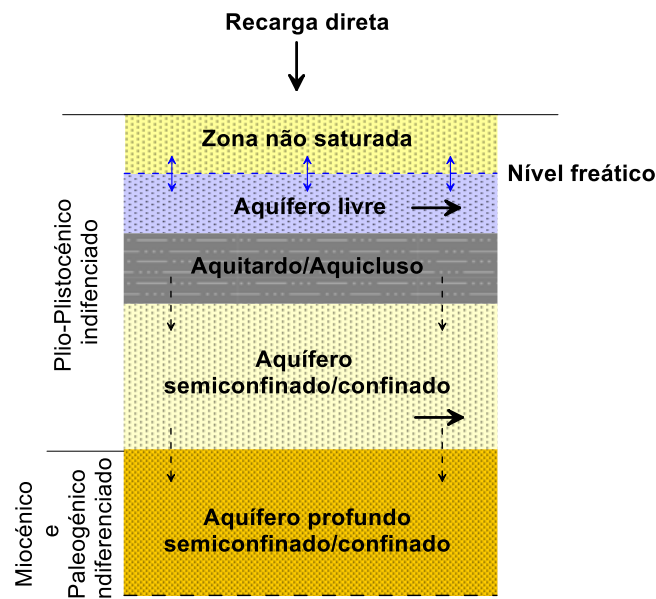 Recarga direta
Zona não saturada
Nível freático
Aquífero livre
Aquitardo/Aquicluso
Plio-Plistocénico
indifenciado
Aquífero
semiconfinado/confinado
Miocénico
e
Paleogénico
indiferenciado
Aquífero profundo
semiconfinado/confinado